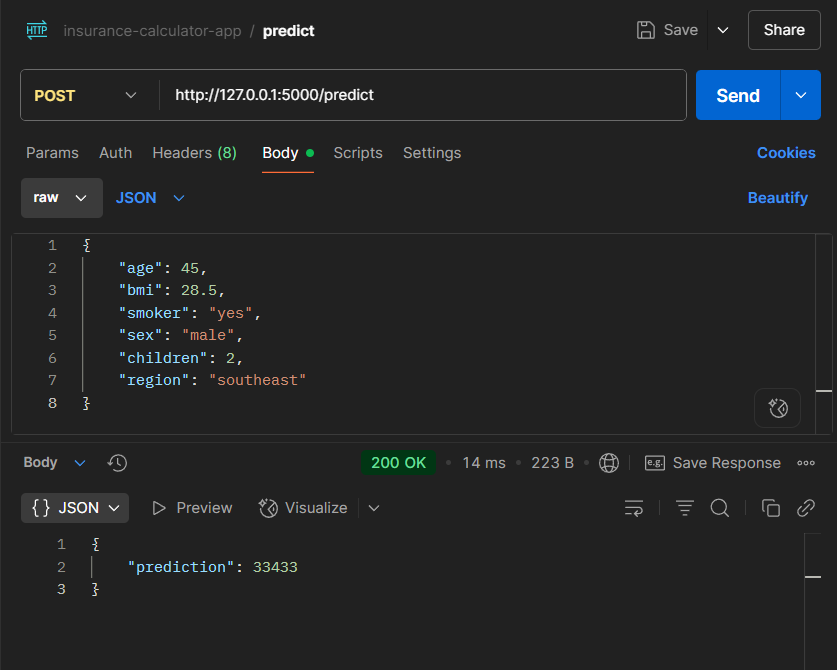 HTTP insurance-calculator-app / predict Save Share
POST http://127.0.0.1:5000/predict Send
Params Auth Headers (8) Body Scripts Settings Cookies
raw JSON Beautify
1 {
2 "age": 45,
3 "bmi": 28.5,
4 "smoker": "yes",
5 "sex": "male",
6 "children": 2,
7 "region": "southeast"
8 }
Body 200 OK • 14 ms • 223 B • e.g. Save Response
{ } JSON Preview Visualize
1 {
2 "prediction": 33433
3 }